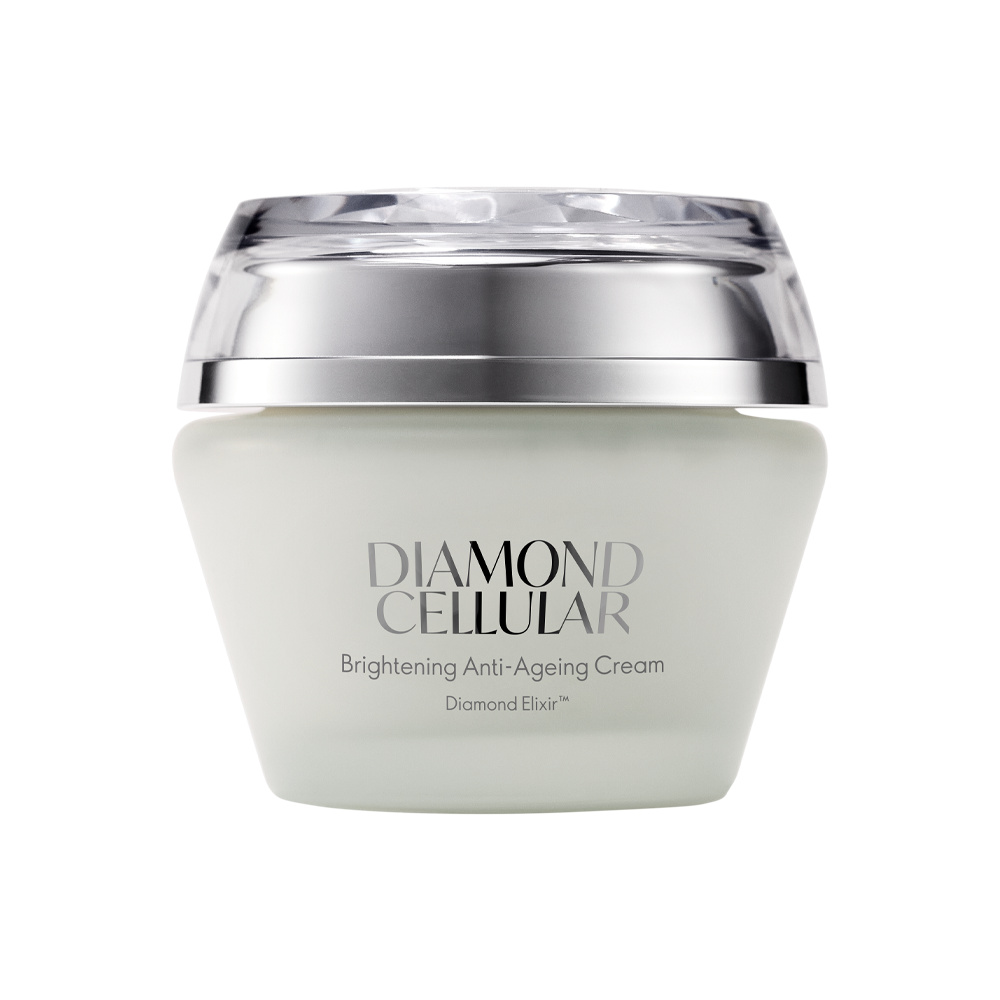 DIAMOND
CELLULAR
Brightening Anti-Ageing Cream
Diamond Elixir™